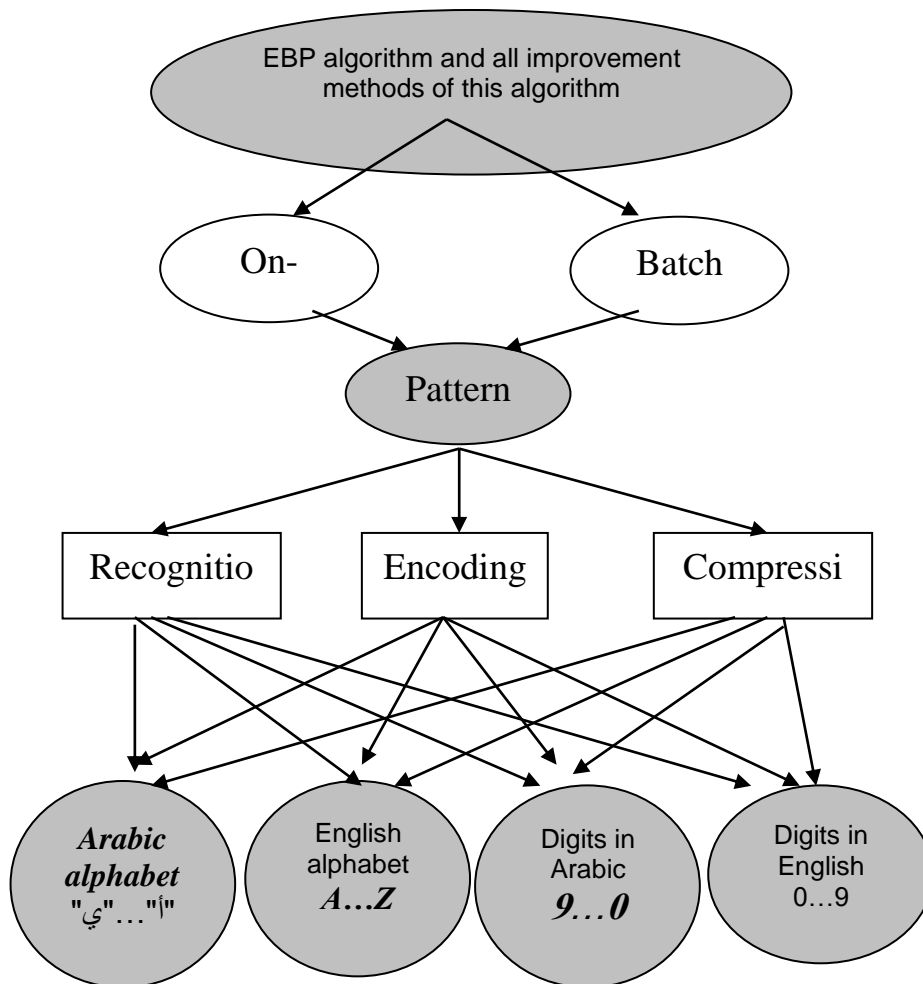 EBP algorithm and all improvement
methods of this algorithm
On-
Batch
Pattern
Recognitio
Encoding
Compressi
Arabic
alphabet
"أ"…"ي"
English
alphabet
A…Z
Digits in
Arabic
9…0
Digits in
English
0…9